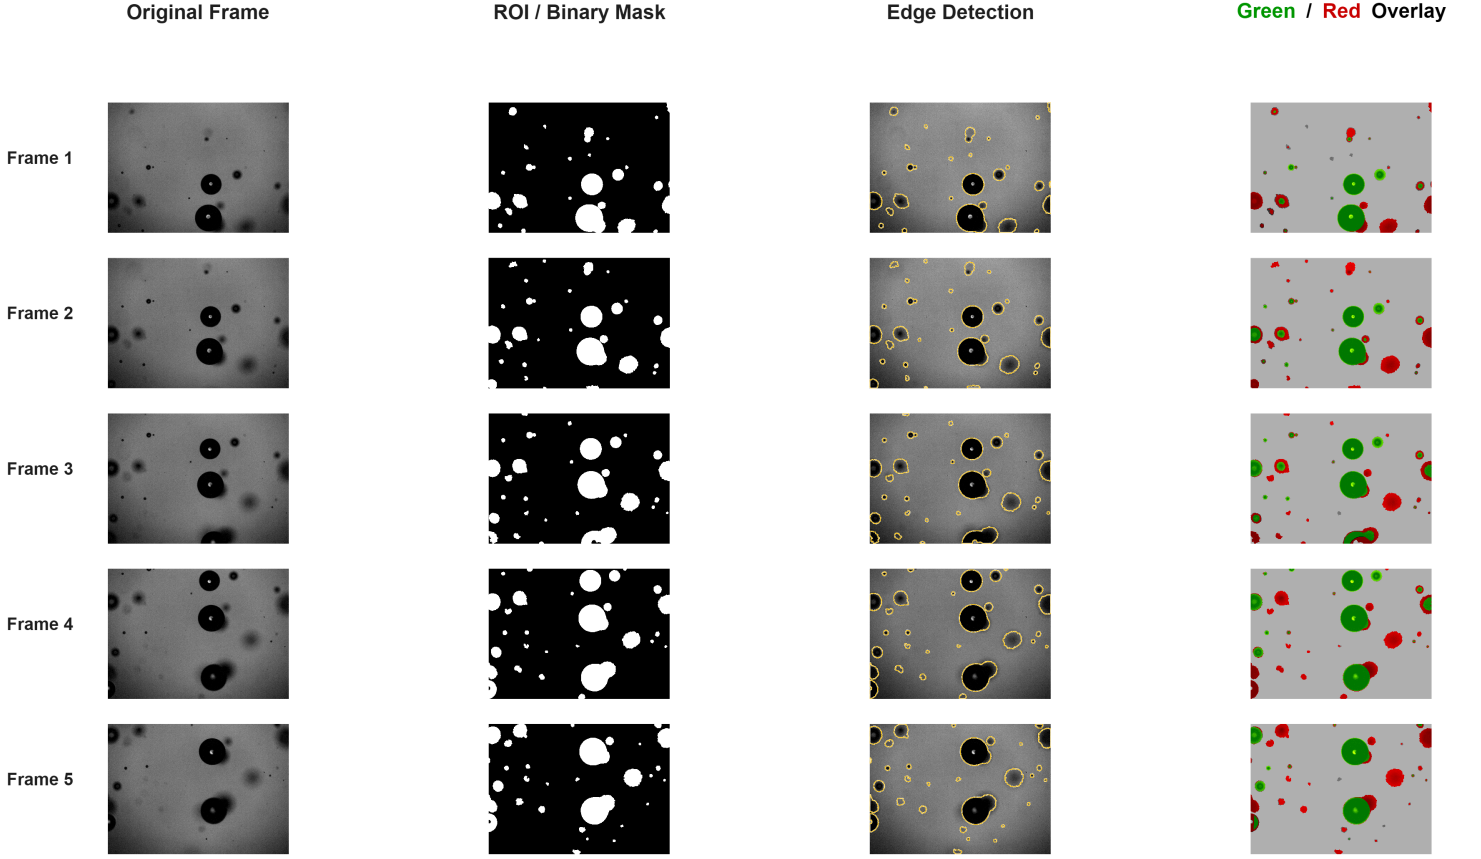 Original Frame
ROI / Binary Mask
Edge Detection
Green / Red Overlay
Frame 1
Frame 2
Frame 3
Frame 4
Frame 5